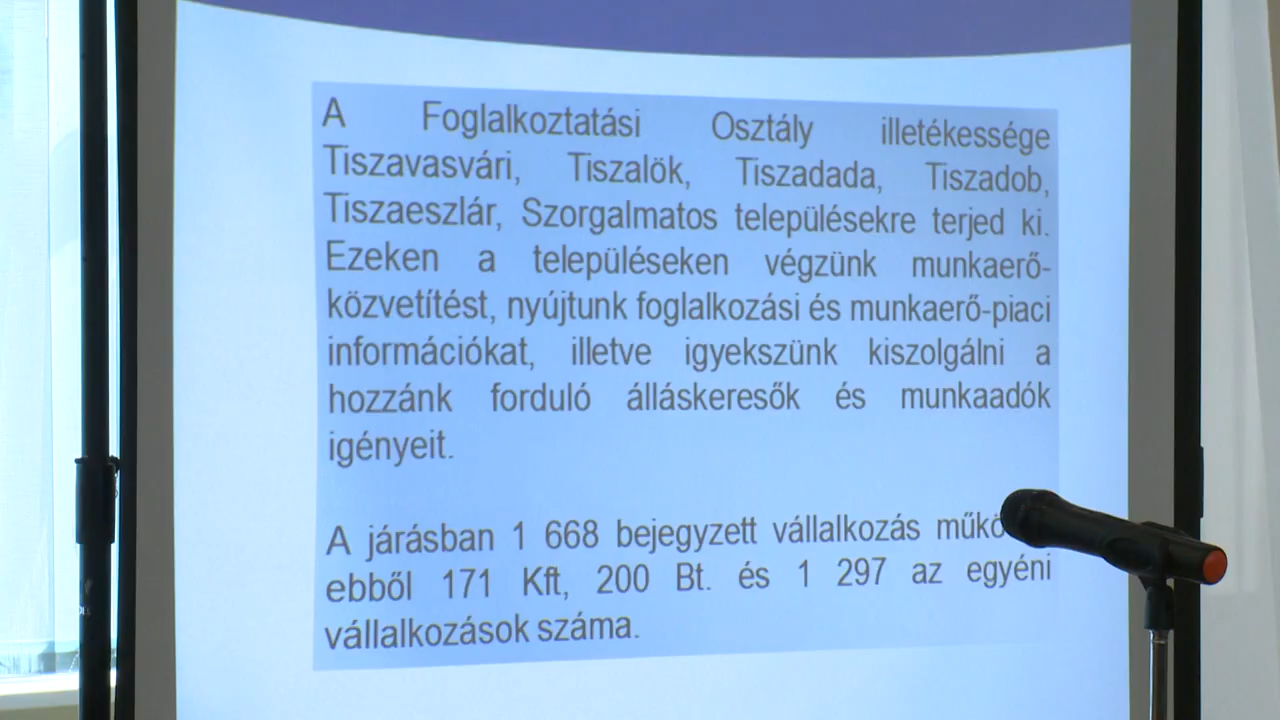 A Foglalkoztatási Osztály illetékessége
Tiszavasvári, Tiszalök, Tiszadada, Tiszadob,
Tiszaeszlár, Szorgalmatos településekre terjed ki.
Ezeken a településeken végzünk munkaerő-
közvetítést, nyújtunk foglalkozási és munkaerő-piaci
információkat, illetve igyekszünk kiszolgálni a
hozzánk forduló álláskeresők és munkaadók
igényeit.
A járásban 1 668 bejegyzett vállalkozás
ebből 171 Kft, 200 Bt. és 1 297 az egyéni
vállalkozások száma.